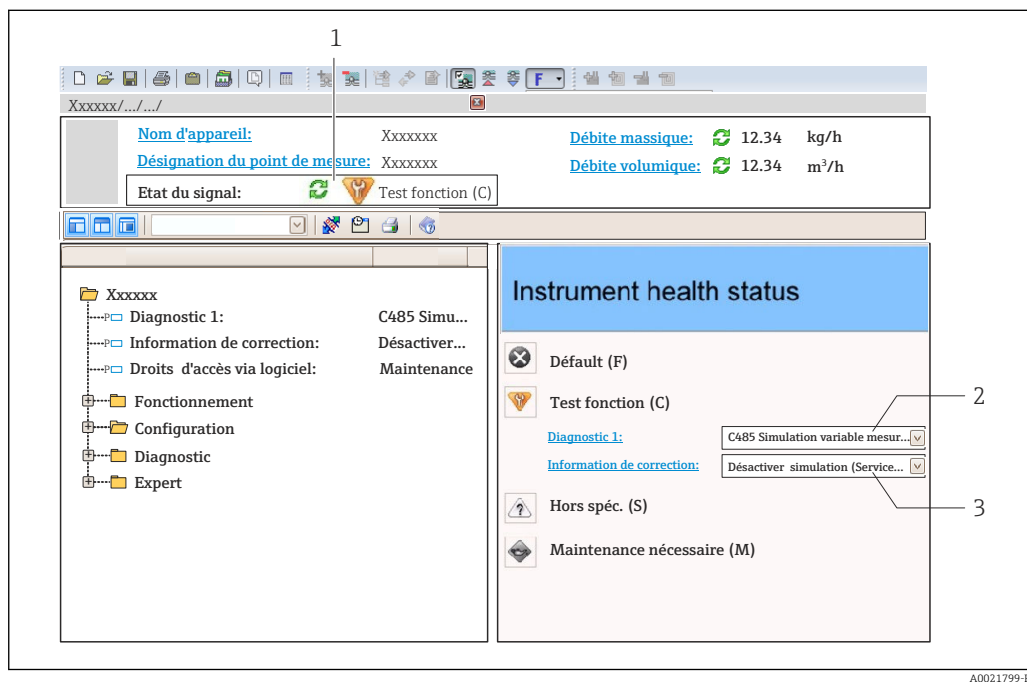 1
F
Xxxxxx/.../.../
Nom d'appareil: Xxxxxxx Débite massique: 12.34 kg/h
Désignation du point de mesure: Xxxxxxx Débite volumique: 12.34 m³/h
Etat du signal: Test fonction (C)
Xxxxxx
Diagnostic 1: C485 Simu...
Information de correction: Désactiver...
Droits d'accès via logiciel: Maintenance
Fonctionnement
Configuration
Diagnostic
Expert
Instrument health status
Défault (F)
Test fonction (C)
2
Diagnostic 1: C485 Simulation variable mesur...
Information de correction: Désactiver simulation (Service...
Hors spéc. (S)
3
Maintenance nécessaire (M)